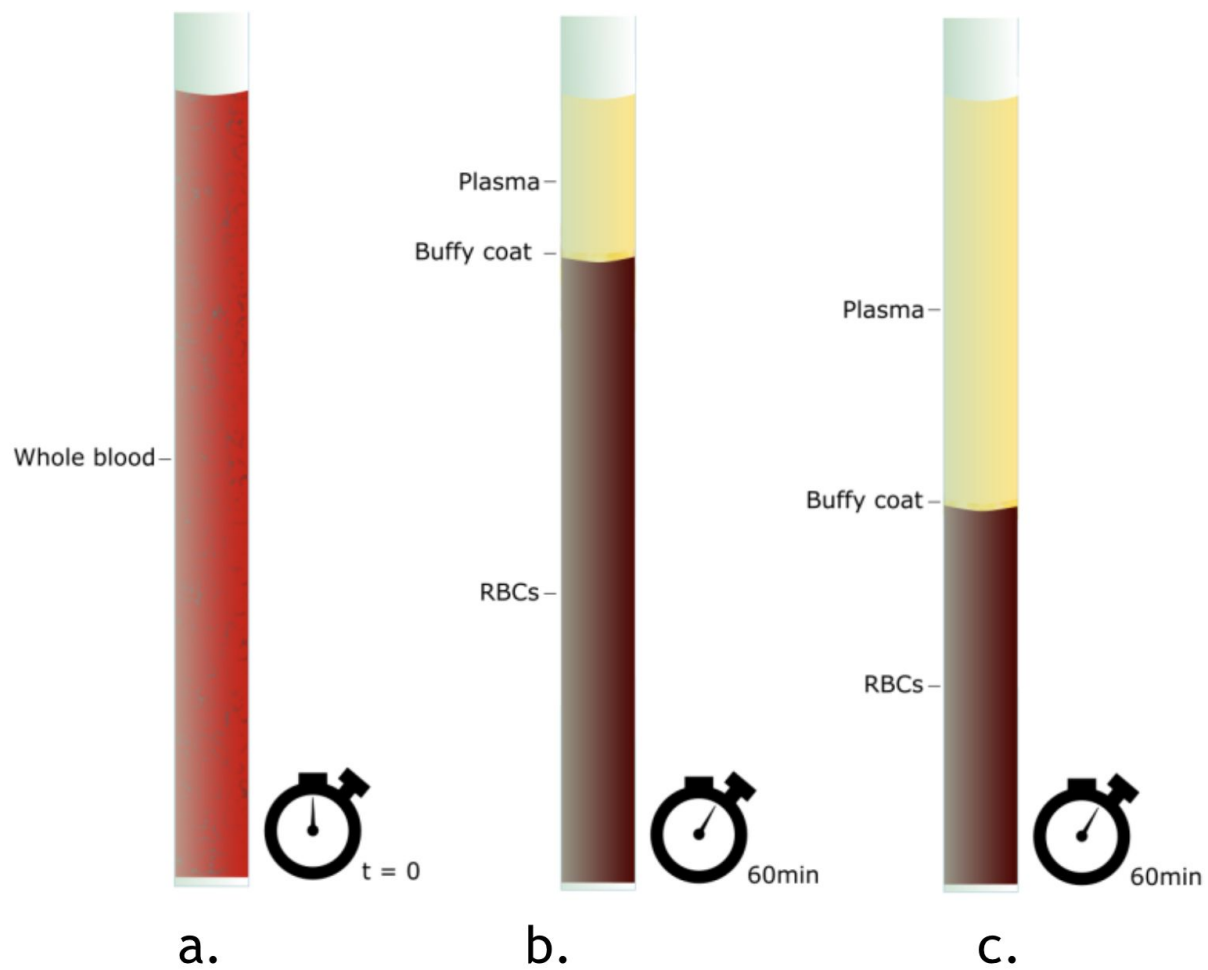 Whole blood
t = 0
a.
Plasma
Buffy coat
RBCs
60min
b.
Plasma
Buffy coat
RBCs
60min
c.